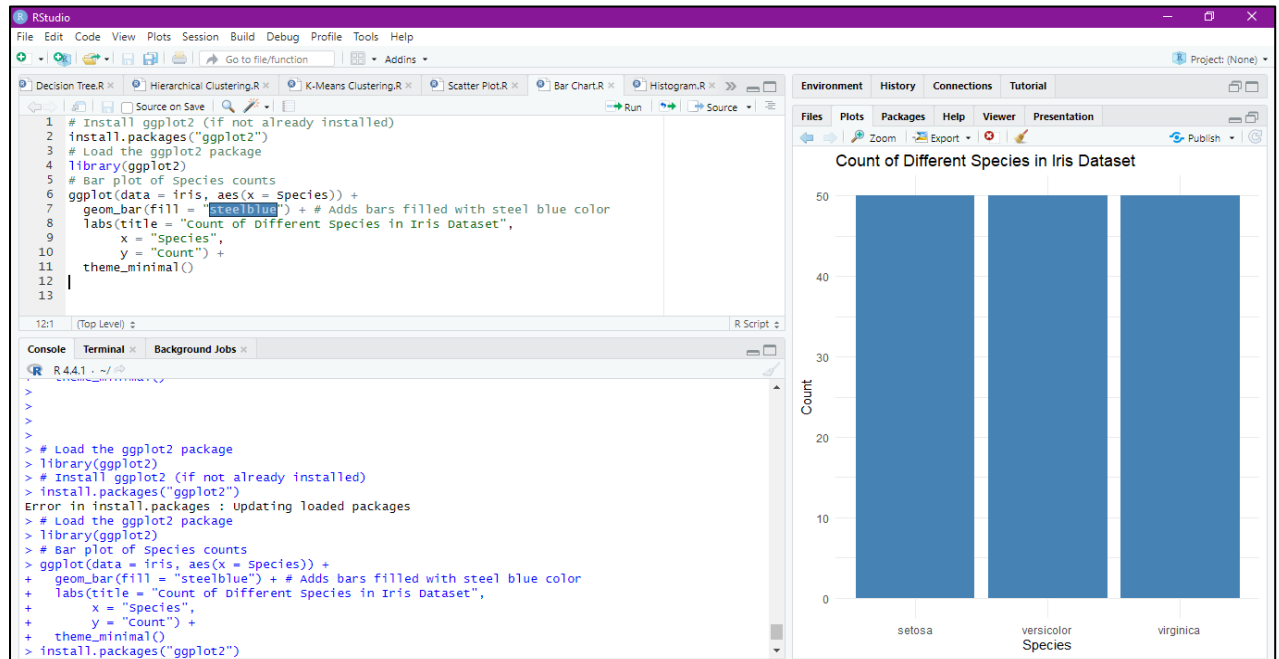 RStudio
File Edit Code View Plots Session Build Debug Profile Tools Help
Go to file/function Addins Project: (None)
Decision Tree.R Hierarchical Clustering.R K-Means Clustering.R Scatter Plot.R Bar Chart.R Histogram.R
Source on Save Run Source
1 # Install ggplot2 (if not already installed)
2 install.packages("ggplot2")
3 # Load the ggplot2 package
4 library(ggplot2)
5 # Bar plot of Species counts
6 ggplot(data = iris, aes(x = Species)) +
7 geom_bar(fill = "steelblue") + # Adds bars filled with steel blue color
8 labs(title = "Count of Different Species in Iris Dataset",
9 x = "Species",
10 y = "Count") +
11 theme_minimal()
12
13
12:1 (Top Level) R Script
Console Terminal Background Jobs
R 4.4.1 · ~/
+ theme_minimal()
>
>
>
>
> # Load the ggplot2 package
> library(ggplot2)
> # Install ggplot2 (if not already installed)
> install.packages("ggplot2")
Error in install.packages : Updating loaded packages
> # Load the ggplot2 package
> library(ggplot2)
> # Bar plot of Species counts
> ggplot(data = iris, aes(x = Species)) +
+ geom_bar(fill = "steelblue") + # Adds bars filled with steel blue color
+ labs(title = "Count of Different Species in Iris Dataset",
+ x = "Species",
+ y = "Count") +
+ theme_minimal()
> install.packages("ggplot2")
Environment History Connections Tutorial
Files Plots Packages Help Viewer Presentation
Zoom Export Publish
Count of Different Species in Iris Dataset
50
40
30
20
10
0
Count
setosa versicolor virginica
Species